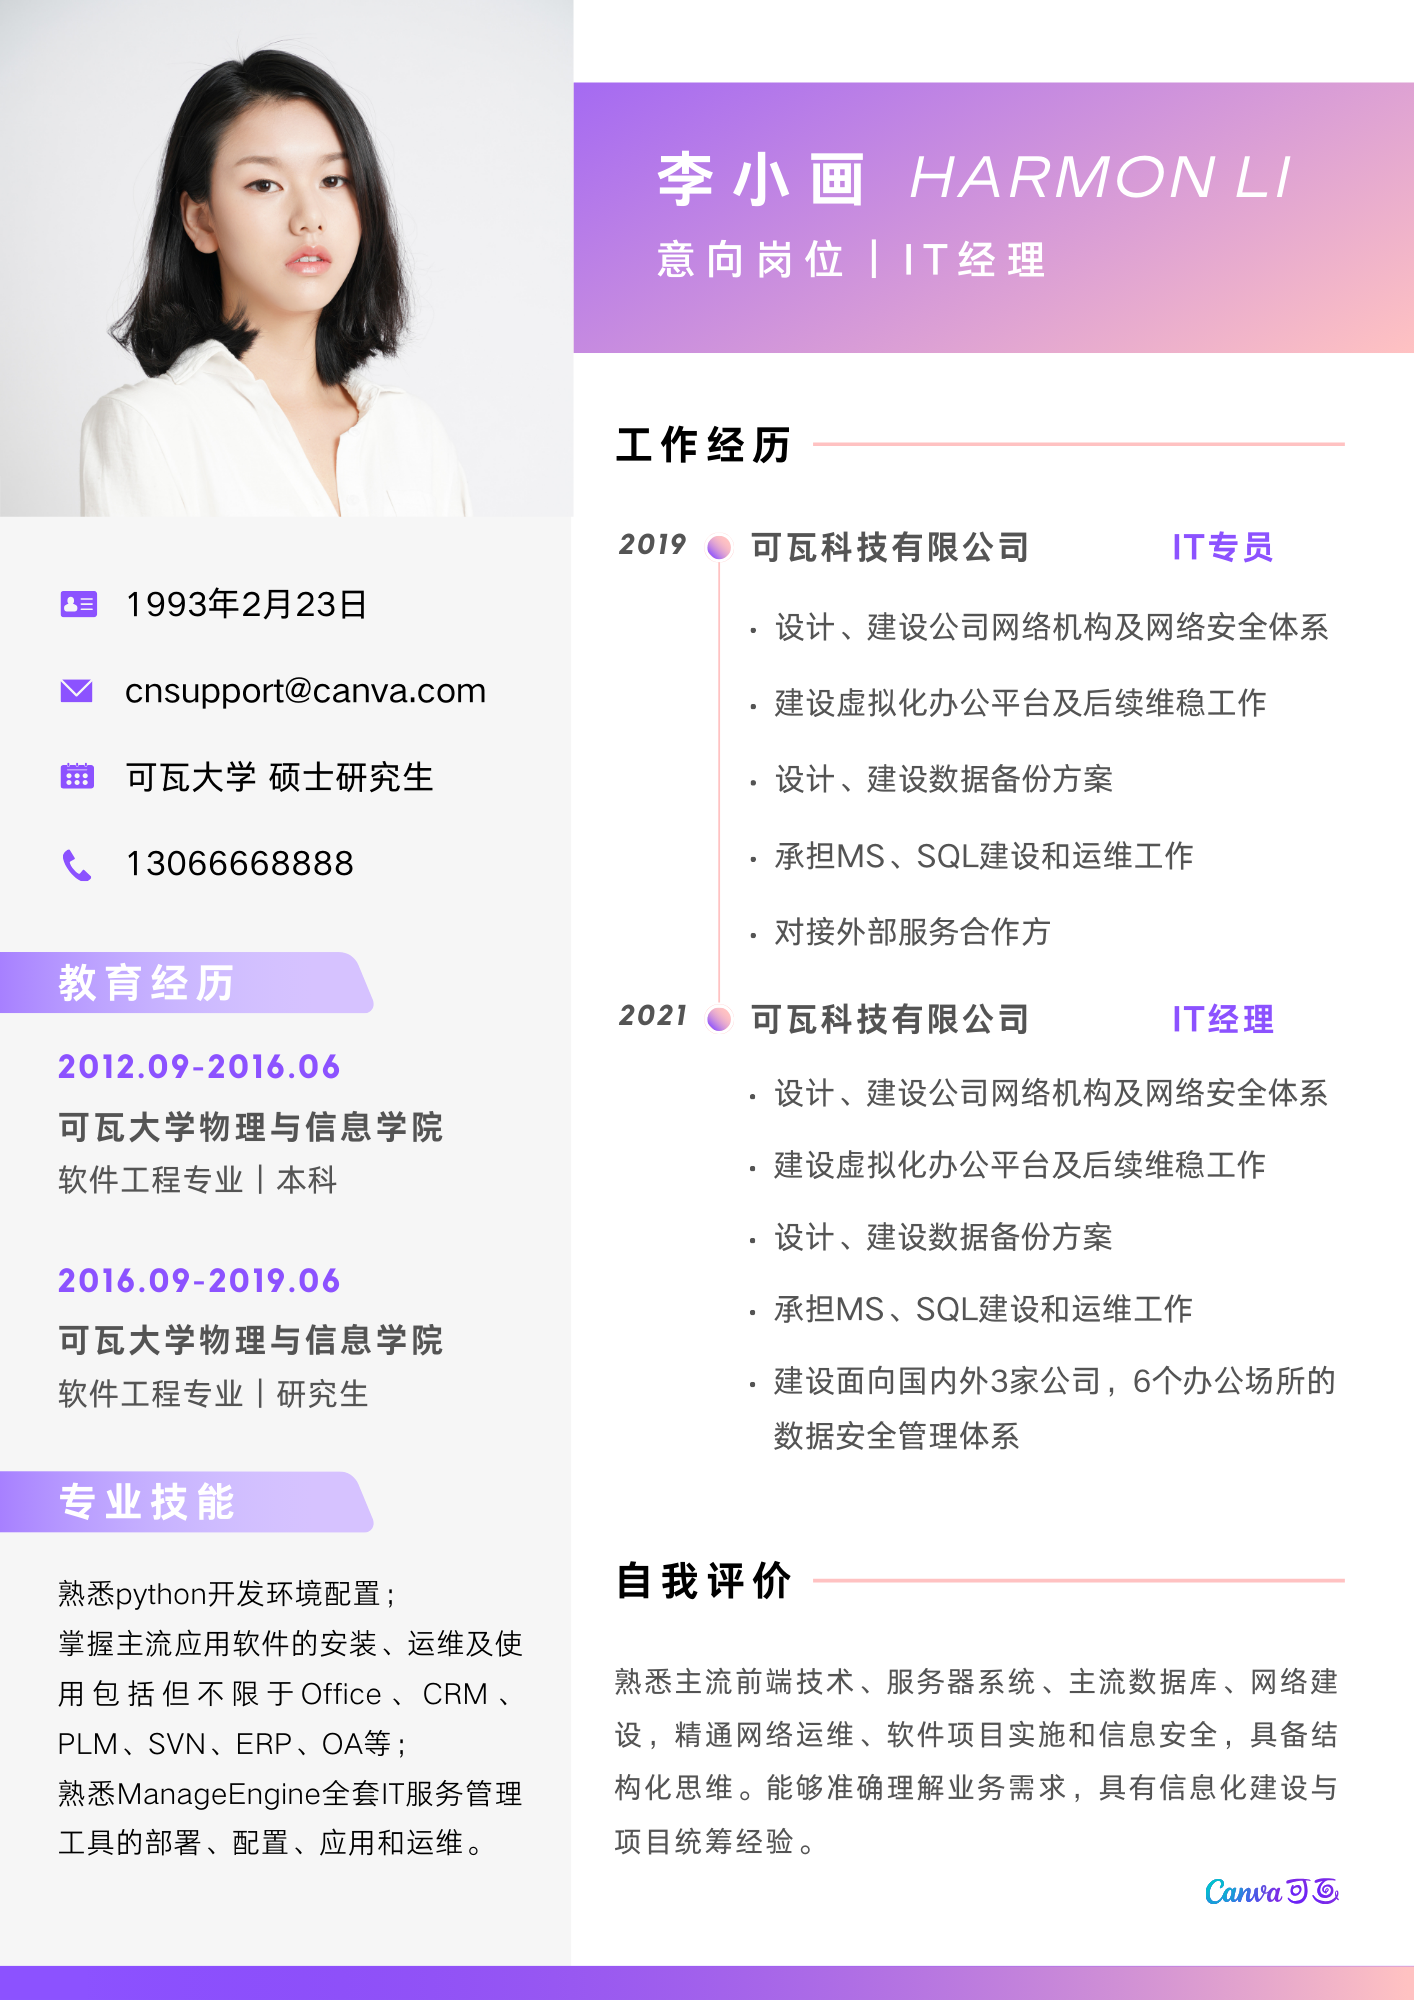 李小画 HARMON LI
意向岗位｜IT经理
1993年2月23日
cnsupport@canva.com
可瓦大学 硕士研究生
13066668888
教育经历
2012.09-2016.06
可瓦大学物理与信息学院
软件工程专业｜本科
2016.09-2019.06
可瓦大学物理与信息学院
软件工程专业｜研究生
专业技能
熟悉python开发环境配置；
掌握主流应用软件的安装、运维及使
用包括但不限于Office、CRM、
PLM、SVN、ERP、OA等；
熟悉ManageEngine全套IT服务管理
工具的部署、配置、应用和运维。
工作经历
2019 可瓦科技有限公司 IT专员
· 设计、建设公司网络机构及网络安全体系
· 建设虚拟化办公平台及后续维稳工作
· 设计、建设数据备份方案
· 承担MS、SQL建设和运维工作
· 对接外部服务合作方
2021 可瓦科技有限公司 IT经理
· 设计、建设公司网络机构及网络安全体系
· 建设虚拟化办公平台及后续维稳工作
· 设计、建设数据备份方案
· 承担MS、SQL建设和运维工作
· 建设面向国内外3家公司，6个办公场所的
数据安全管理体系
自我评价
熟悉主流前端技术、服务器系统、主流数据库、网络建
设，精通网络运维、软件项目实施和信息安全，具备结
构化思维。能够准确理解业务需求，具有信息化建设与
项目统筹经验。
Canva可画